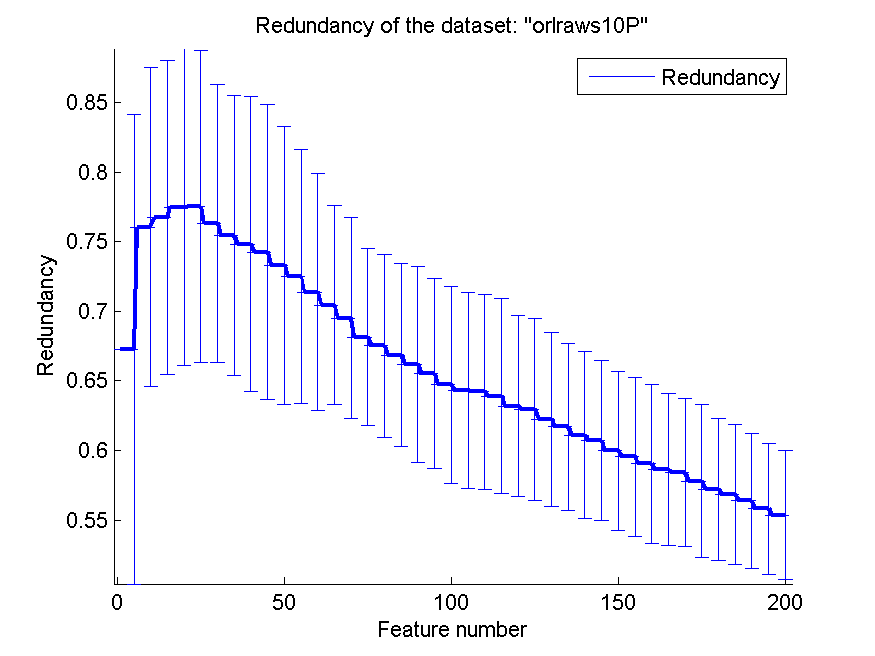 Redundancy of the dataset: "orlraws10P"
Redundancy
0.85
0.8
0.75
0.7
0.65
0.6
0.55
Redundancy
0 50 100 150 200
Feature number